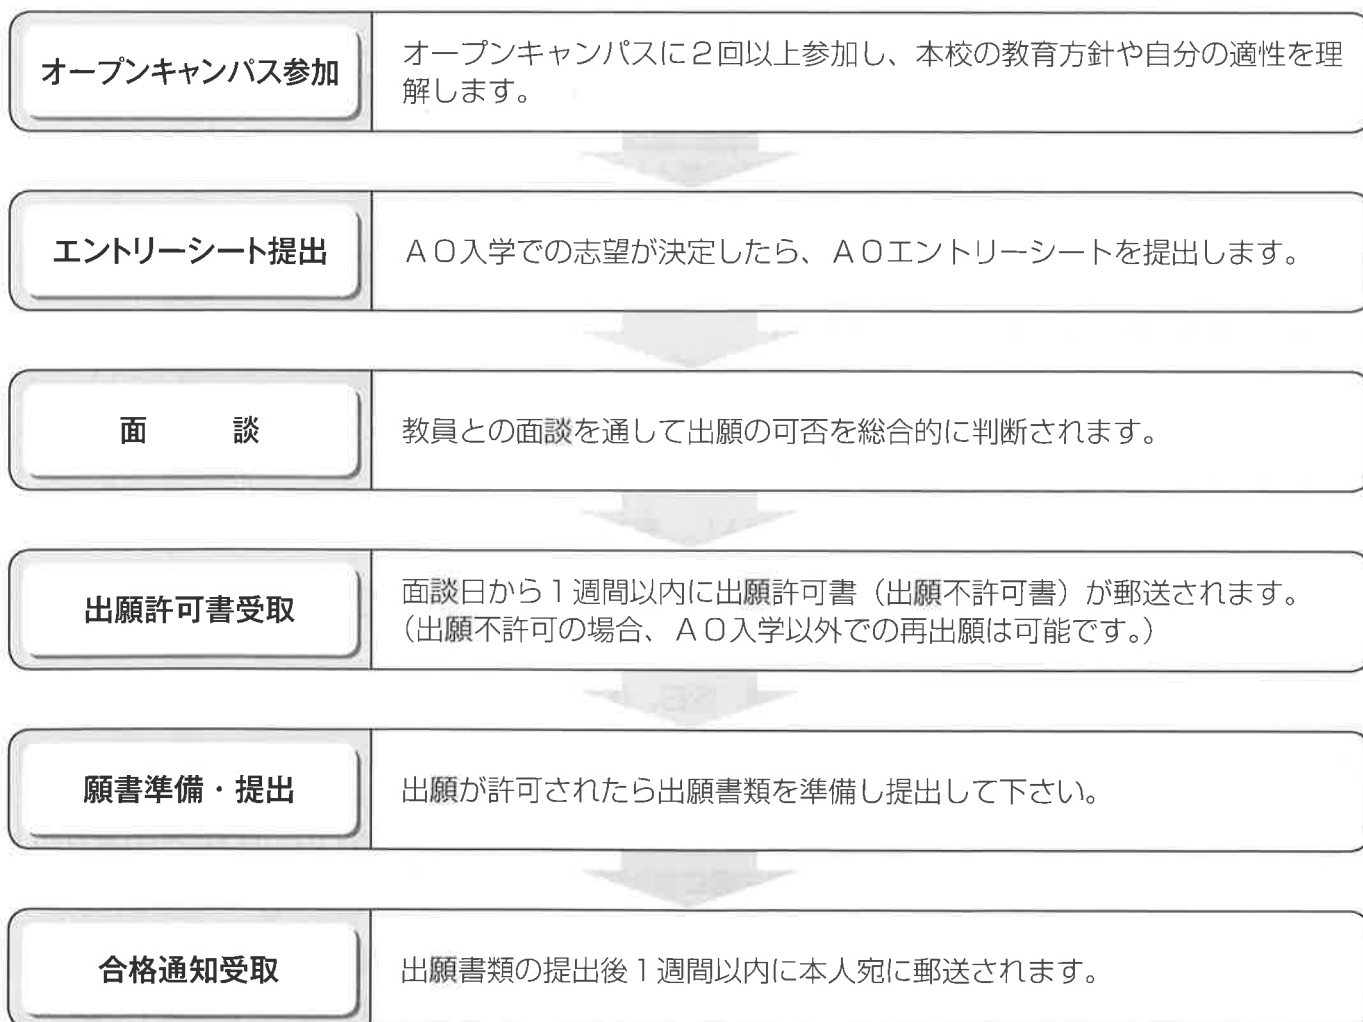 オープンキャンパス参加
オープンキャンパスに２回以上参加し、本校の教育方針や自分の適性を理
解します。
エントリーシート提出
ＡＯ入学での志望が決定したら、ＡＯエントリーシートを提出します。
面　談
教員との面談を通して出願の可否を総合的に判断されます。
出願許可書受取
面談日から１週間以内に出願許可書（出願不許可書）が郵送されます。
（出願不許可の場合、ＡＯ入学以外での再出願は可能です。）
願書準備・提出
出願が許可されたら出願書類を準備し提出して下さい。
合格通知受取
出願書類の提出後１週間以内に本人宛に郵送されます。